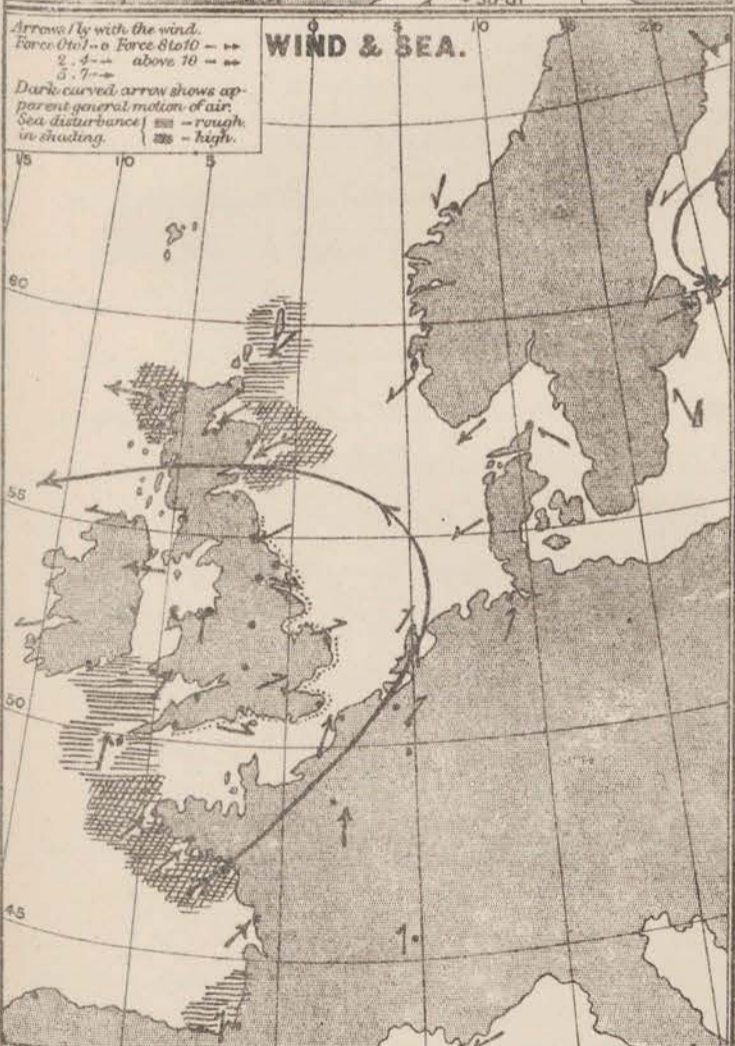 WIND & SEA.
Arrows fly with the wind.
Force 0 to 1 - o Force 8 to 10 -
2 . 4 - above 10 -
5 . 7 -
Dark curved arrow shows ap-
parent general motion of air.
Sea disturbance { - rough.
in shading. { - high.
0 5 10 15 20
15 10 5
60
55
50
45